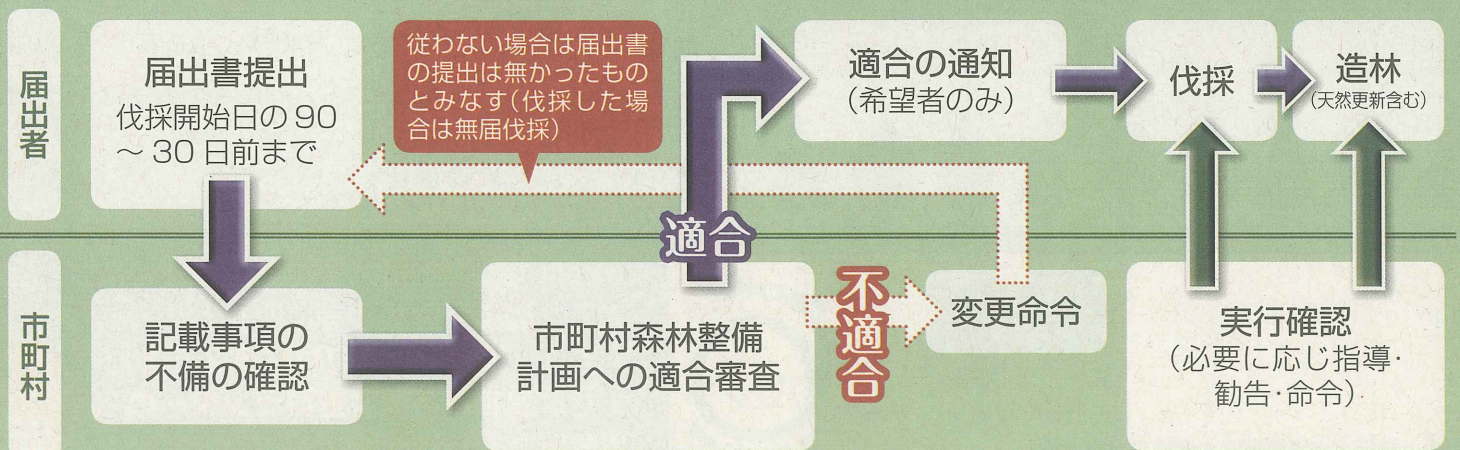 届出者
届出書提出
伐採開始日の 90
～ 30 日前まで
従わない場合は届出書
の提出は無かったもの
とみなす(伐採した場
合は無届伐採)
適合の通知
(希望者のみ)
伐採
造林
(天然更新含む)
適合
市町村
記載事項の
不備の確認
市町村森林整備
計画への適合審査
不適合
変更命令
実行確認
(必要に応じ指導・
勧告・命令)